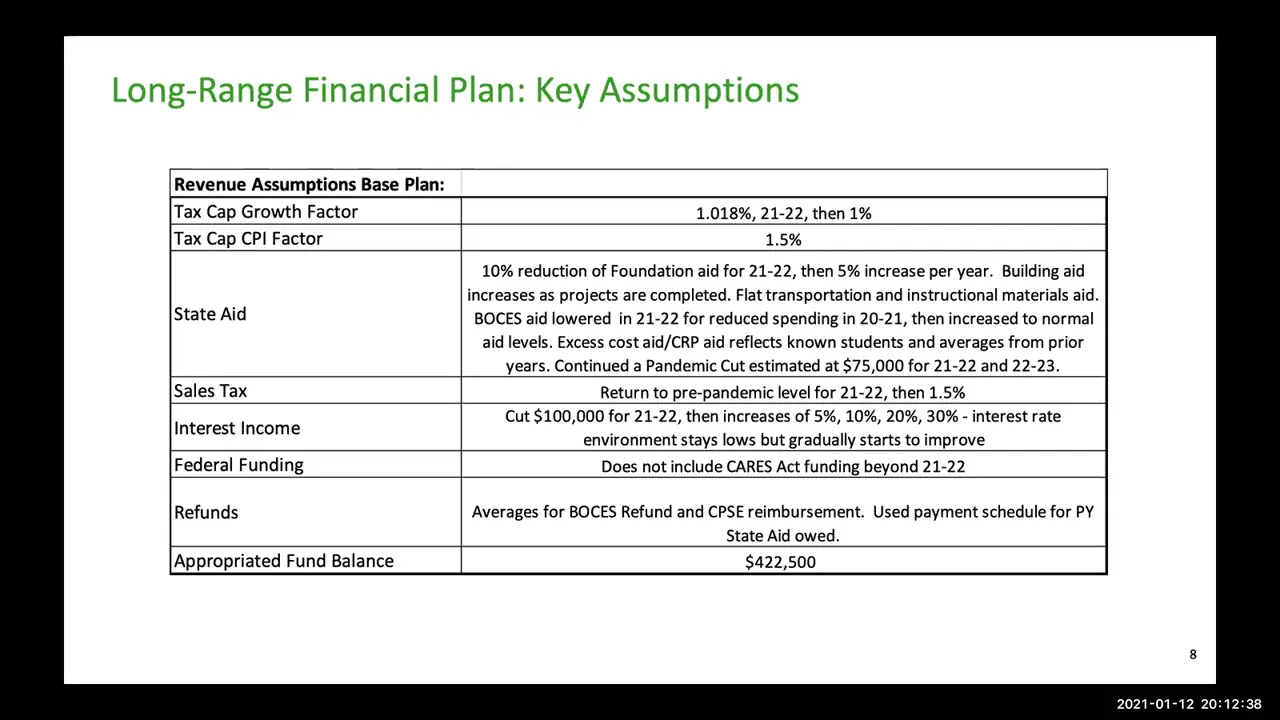 Long-Range Financial Plan: Key Assumptions
Revenue Assumptions Base Plan:
Tax Cap Growth Factor
1.018%, 21-22, then 1%
Tax Cap CPI Factor
1.5%
State Aid
10% reduction of Foundation aid for 21-22, then 5% increase per year. Building aid
increases as projects are completed. Flat transportation and instructional materials aid.
BOCES aid lowered in 21-22 for reduced spending in 20-21, then increased to normal
aid levels. Excess cost aid/CRP aid reflects known students and averages from prior
years. Continued a Pandemic Cut estimated at $75,000 for 21-22 and 22-23.
Sales Tax
Return to pre-pandemic level for 21-22, then 1.5%
Interest Income
Cut $100,000 for 21-22, then increases of 5%, 10%, 20%, 30% - interest rate
environment stays lows but gradually starts to improve
Federal Funding
Does not include CARES Act funding beyond 21-22
Refunds
Averages for BOCES Refund and CPSE reimbursement. Used payment schedule for PY
State Aid owed.
Appropriated Fund Balance
$422,500
8
2021-01-12 20:12:38